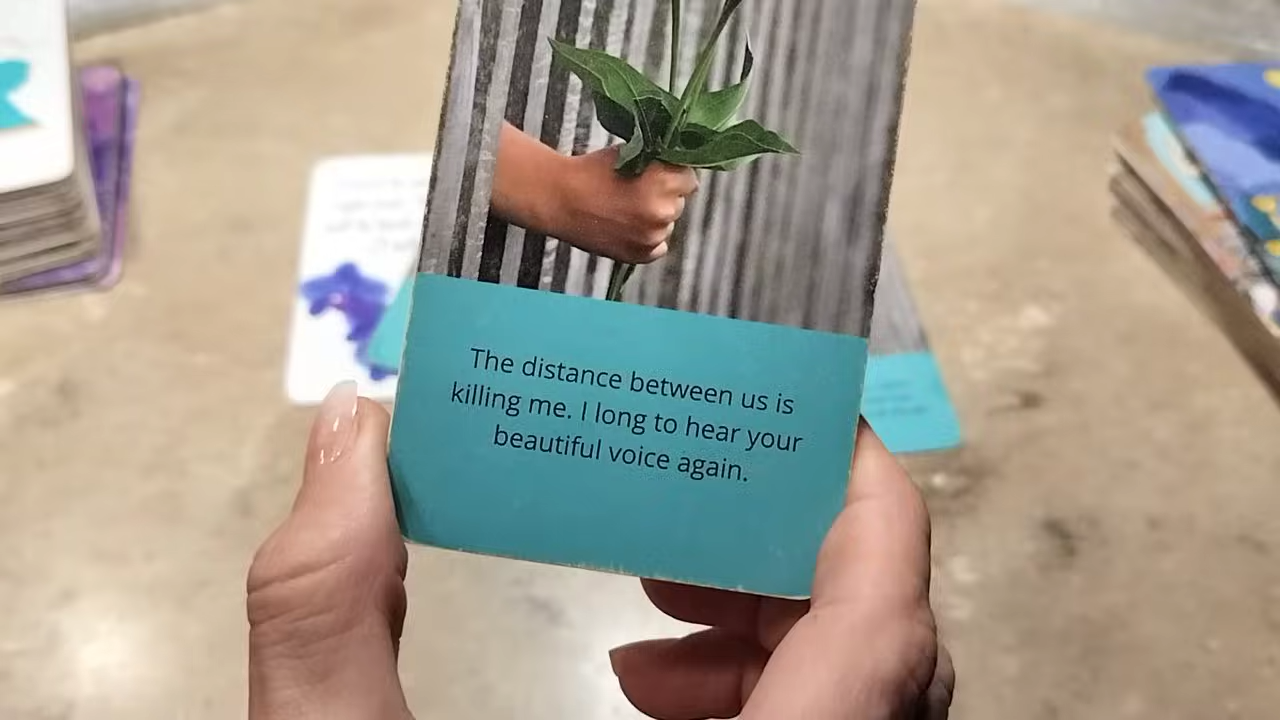 The distance between us is
killing me. I long to hear your
beautiful voice again.